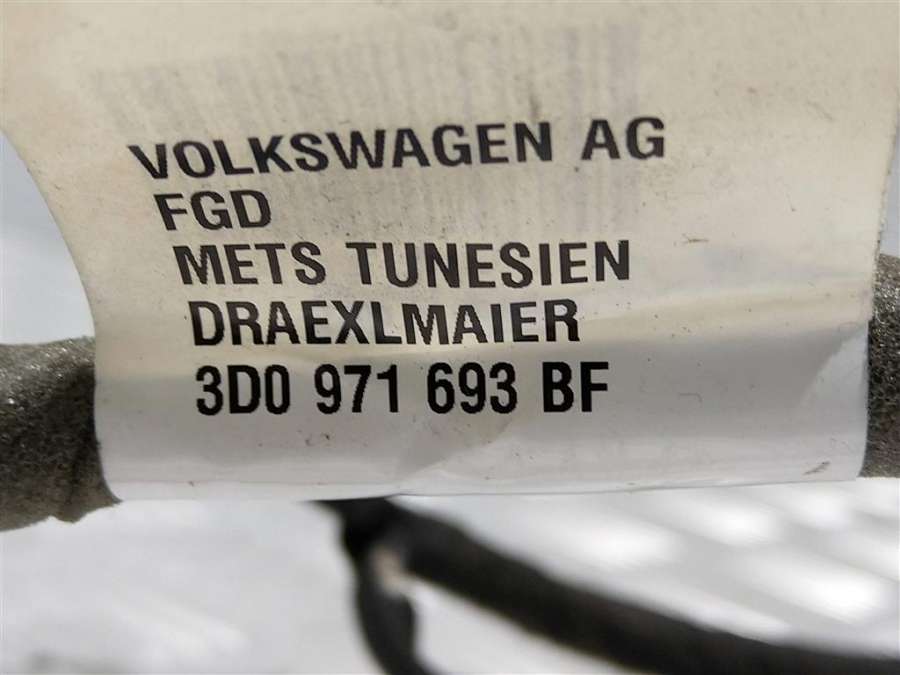 VOLKSWAGEN AG
FGD
METS TUNESIEN
DRAEXLMAIER
3D0 971 693 BF